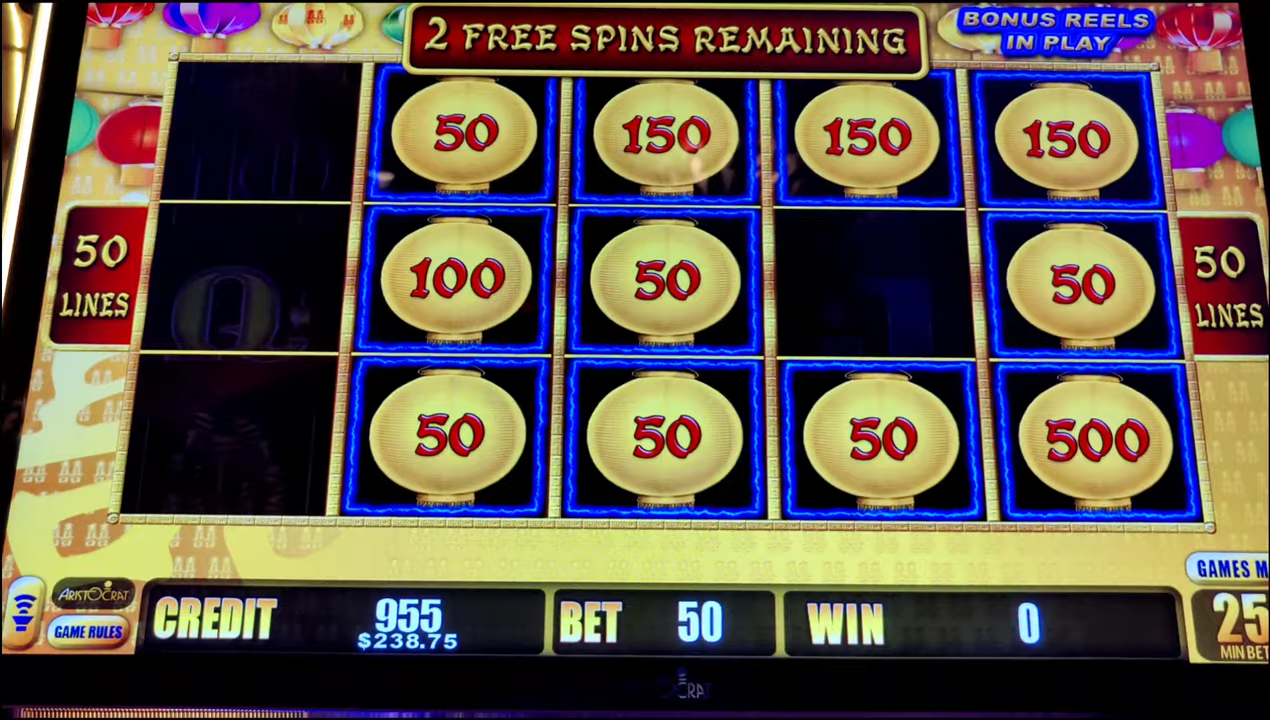 2 FREE SPINS REMAINING
BONUS REELS
IN PLAY
50 150 150 150
100 50 50
50 50 50 500
50
LINES
50
LINES
ARISTOCRAT
GAME RULES
CREDIT 955
$238.75
BET 50
WIN 0
GAMES M
25
MIN BET